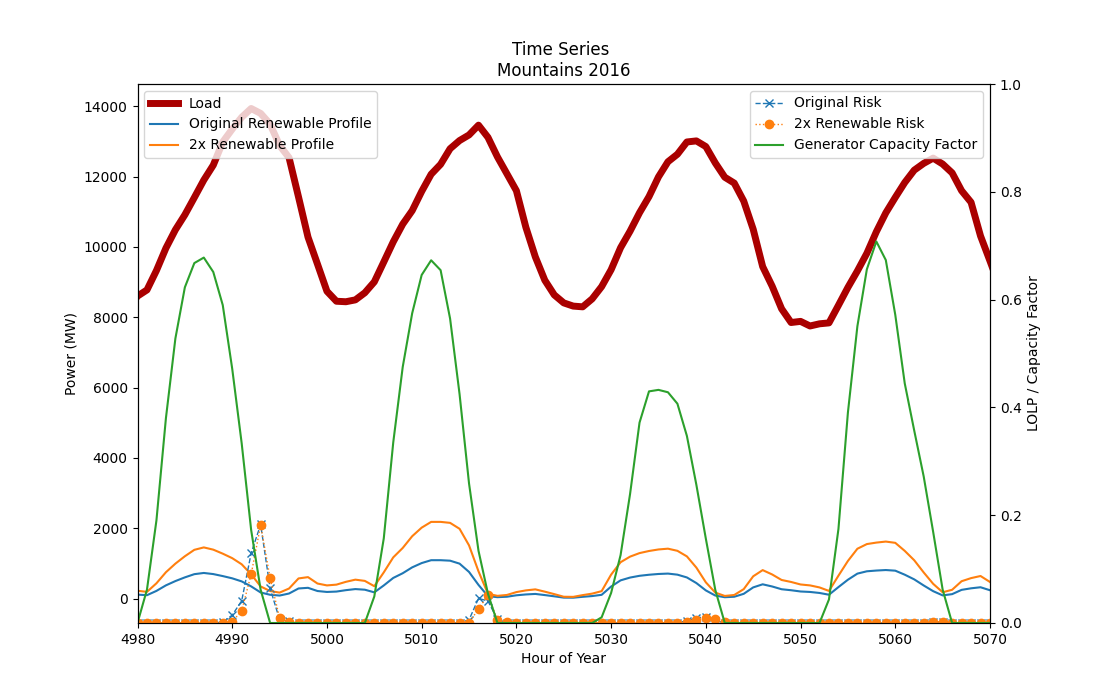 Time Series
Mountains 2016
Load
Original Renewable Profile
2x Renewable Profile
Original Risk
2x Renewable Risk
Generator Capacity Factor
14000
12000
10000
8000
6000
4000
2000
0
Power (MW)
1.0
0.8
0.6
0.4
0.2
0.0
LOLP / Capacity Factor
4980 4990 5000 5010 5020 5030 5040 5050 5060 5070
Hour of Year